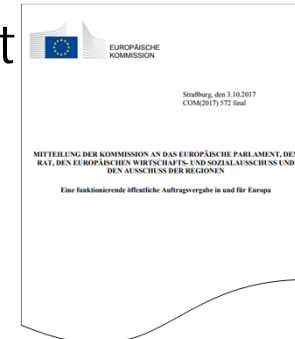 t
EUROPÄISCHE
KOMMISSION
Straßburg, den 3.10.2017
COM(2017) 572 final
MITTEILUNG DER KOMMISSION AN DAS EUROPÄISCHE PARLAMENT, DEN
RAT, DEN EUROPÄISCHEN WIRTSCHAFTS- UND SOZIALAUSSCHUSS UND
DEN AUSSCHUSS DER REGIONEN
Eine funktionierende öffentliche Auftragsvergabe in und für Europa